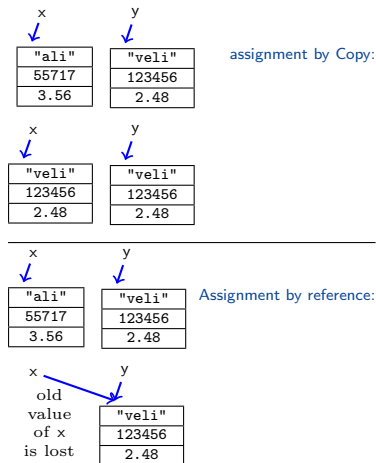 x y
"ali" "veli" assignment by Copy:
55717 123456
3.56 2.48
x y
"veli" "veli"
123456 123456
2.48 2.48
x y
"ali" "veli" Assignment by reference:
55717 123456
3.56 2.48
x y
old
value "veli"
of x 123456
is lost 2.48